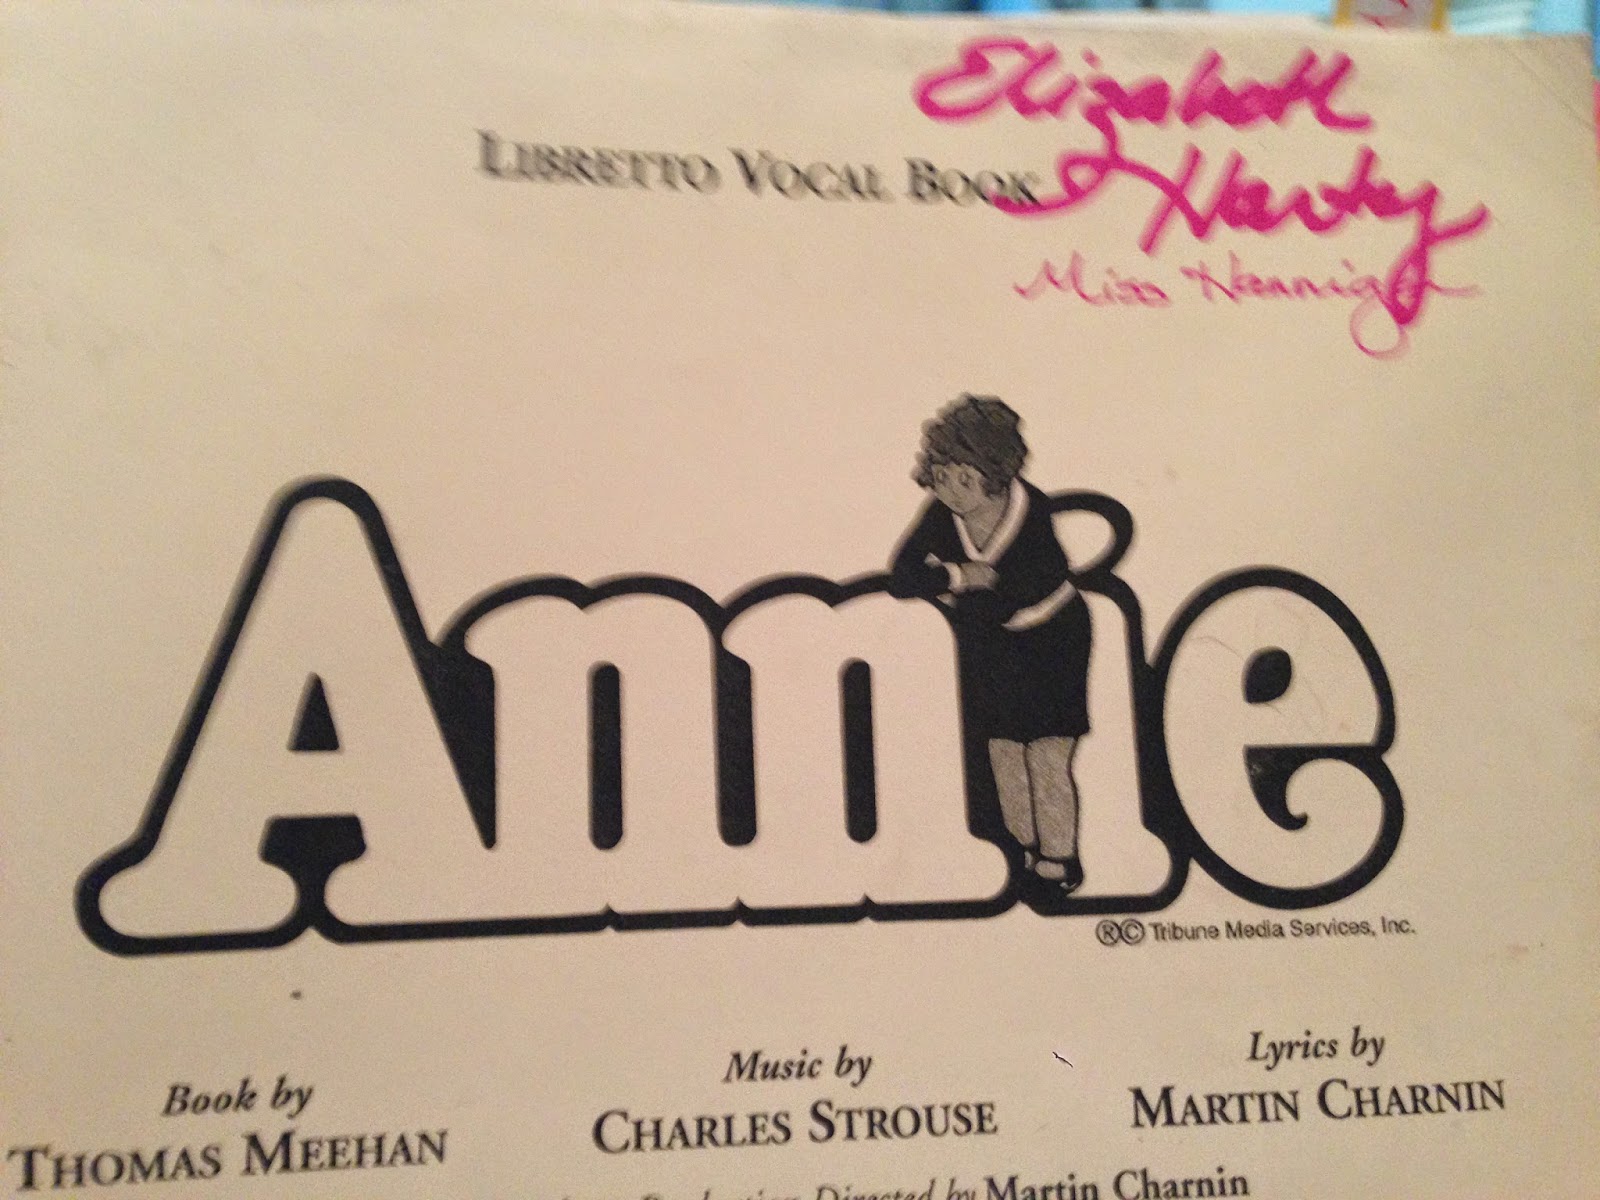 Elizabeth
LIBRETTO VOCAL BOOK
Miss Hannigan
Annie
®© Tribune Media Services, Inc.
Book by
THOMAS MEEHAN
Music by
CHARLES STROUSE
Lyrics by
MARTIN CHARNIN
Production Directed by Martin Charnin